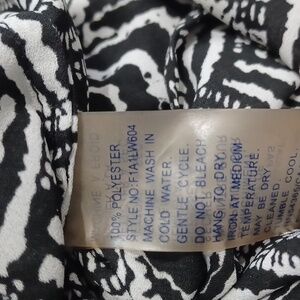 100% POLYESTER
STYLE NO: F1A1LW604
MACHINE WASH IN
COLD WATER.
GENTLE CYCLE.
DO NOT BLEACH
HANG TO DRY.
IRON AT MEDIUM
TEMPERATURE.
MAY BE DRY
CLEANED